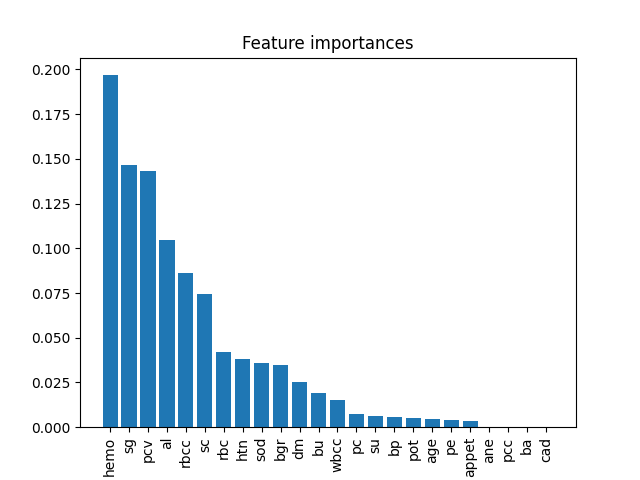 Feature importances
0.200
0.175
0.150
0.125
0.100
0.075
0.050
0.025
0.000
hemo
sg
pcv
al
rbcc
sc
rbc
htn
sod
bgr
dm
bu
wbcc
pc
su
bp
pot
age
pe
appet
ane
pcc
ba
cad